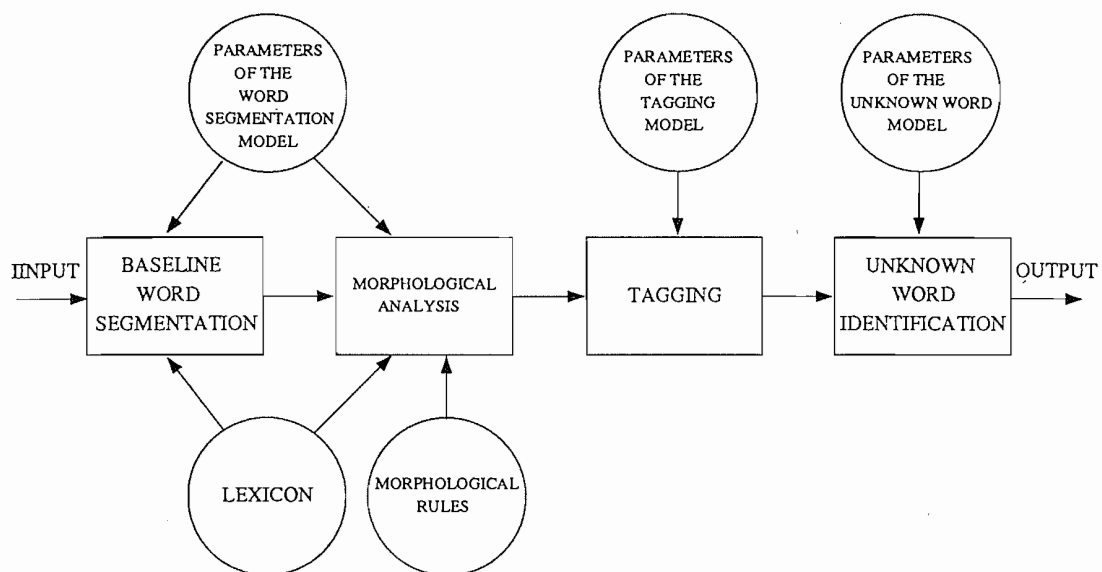 PARAMETERS
OF THE
WORD
SEGMENTATION
MODEL
PARAMETERS
OF THE
TAGGING
MODEL
PARAMETERS
OF THE
UNKNOWN WORD
MODEL
IINPUT
BASELINE
WORD
SEGMENTATION
MORPHOLOGICAL
ANALYSIS
TAGGING
UNKNOWN
WORD
IDENTIFICATION
OUTPUT
LEXICON
MORPHOLOGICAL
RULES